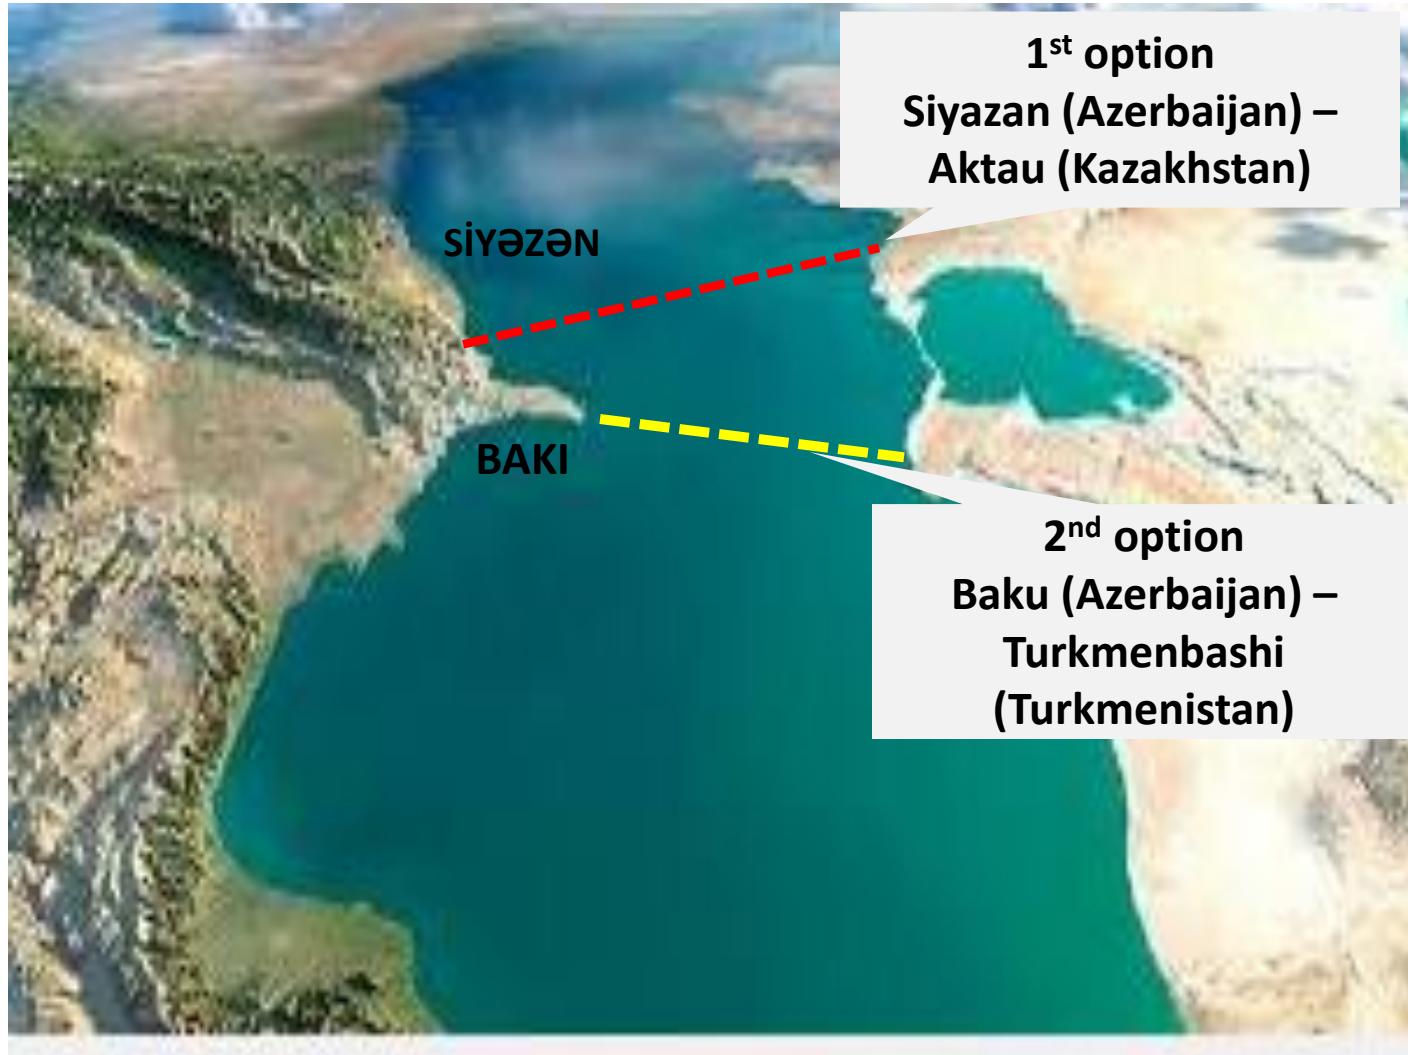 1st option
Siyazan (Azerbaijan) –
Aktau (Kazakhstan)
SİYƏZƏN
BAKI
2nd option
Baku (Azerbaijan) –
Turkmenbashi
(Turkmenistan)